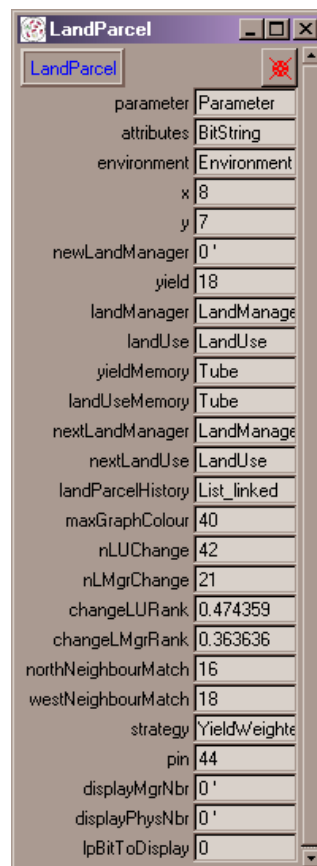 LandParcel
LandParcel
parameter Parameter
attributes BitString
environment Environment
x 8
y 7
newLandManager 0 '
yield 18
landManager LandManage
landUse LandUse
yieldMemory Tube
landUseMemory Tube
nextLandManager LandManage
nextLandUse LandUse
landParcelHistory List_linked
maxGraphColour 40
nLUChange 42
nLMgrChange 21
changeLURank 0.474359
changeLMgrRank 0.363636
northNeighbourMatch 16
westNeighbourMatch 18
strategy YieldWeighte
pin 44
displayMgrNbr 0 '
displayPhysNbr 0 '
lpBitToDisplay 0